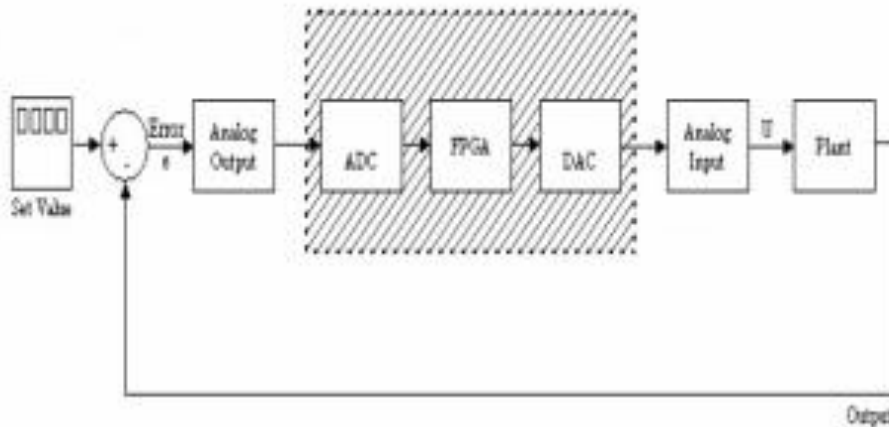 Set Value
+
-
Error
e
Analog
Output
ADC
FPGA
DAC
Analog
Input
U
Plant
Output